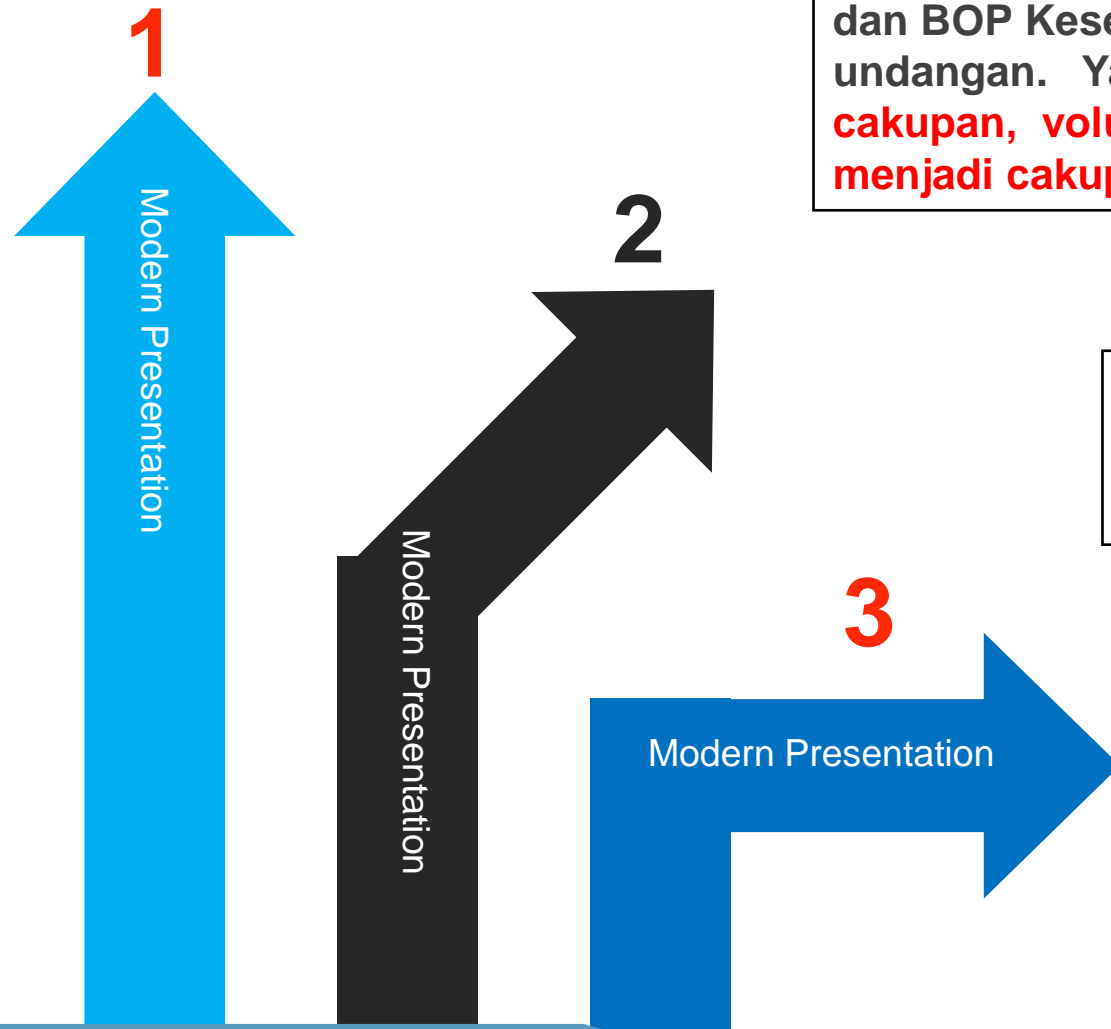 1
dan BOP Kese
undangan. Ya
cakupan, volu
menjadi cakup
Modern Presentation
2
Modern Presentation
3
Modern Presentation